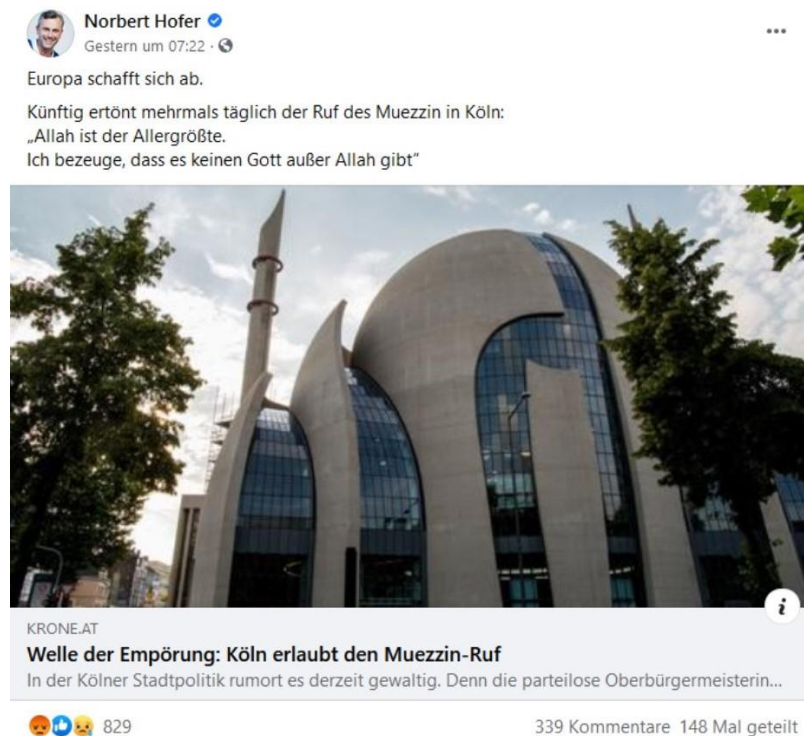 Norbert Hofer
Gestern um 07:22 ·
Europa schafft sich ab.
Künftig ertönt mehrmals täglich der Ruf des Muezzin in Köln:
„Allah ist der Allergrößte.
Ich bezeuge, dass es keinen Gott außer Allah gibt“
i
KRONE.AT
Welle der Empörung: Köln erlaubt den Muezzin-Ruf
In der Kölner Stadtpolitik rumort es derzeit gewaltig. Denn die parteilose Oberbürgermeisterin...
829
339 Kommentare 148 Mal geteilt